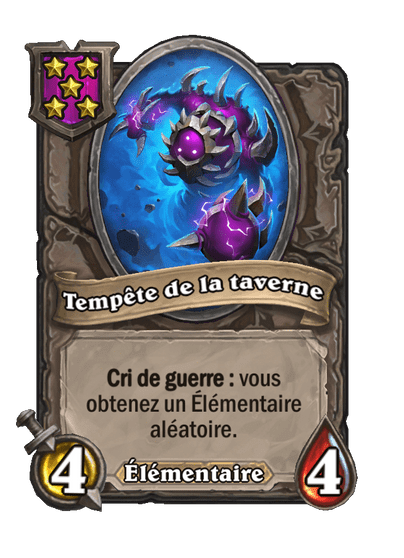 Tempête de la taverne
Cri de guerre : vous
obtenez un Élémentaire
aléatoire.
4
Élémentaire
4